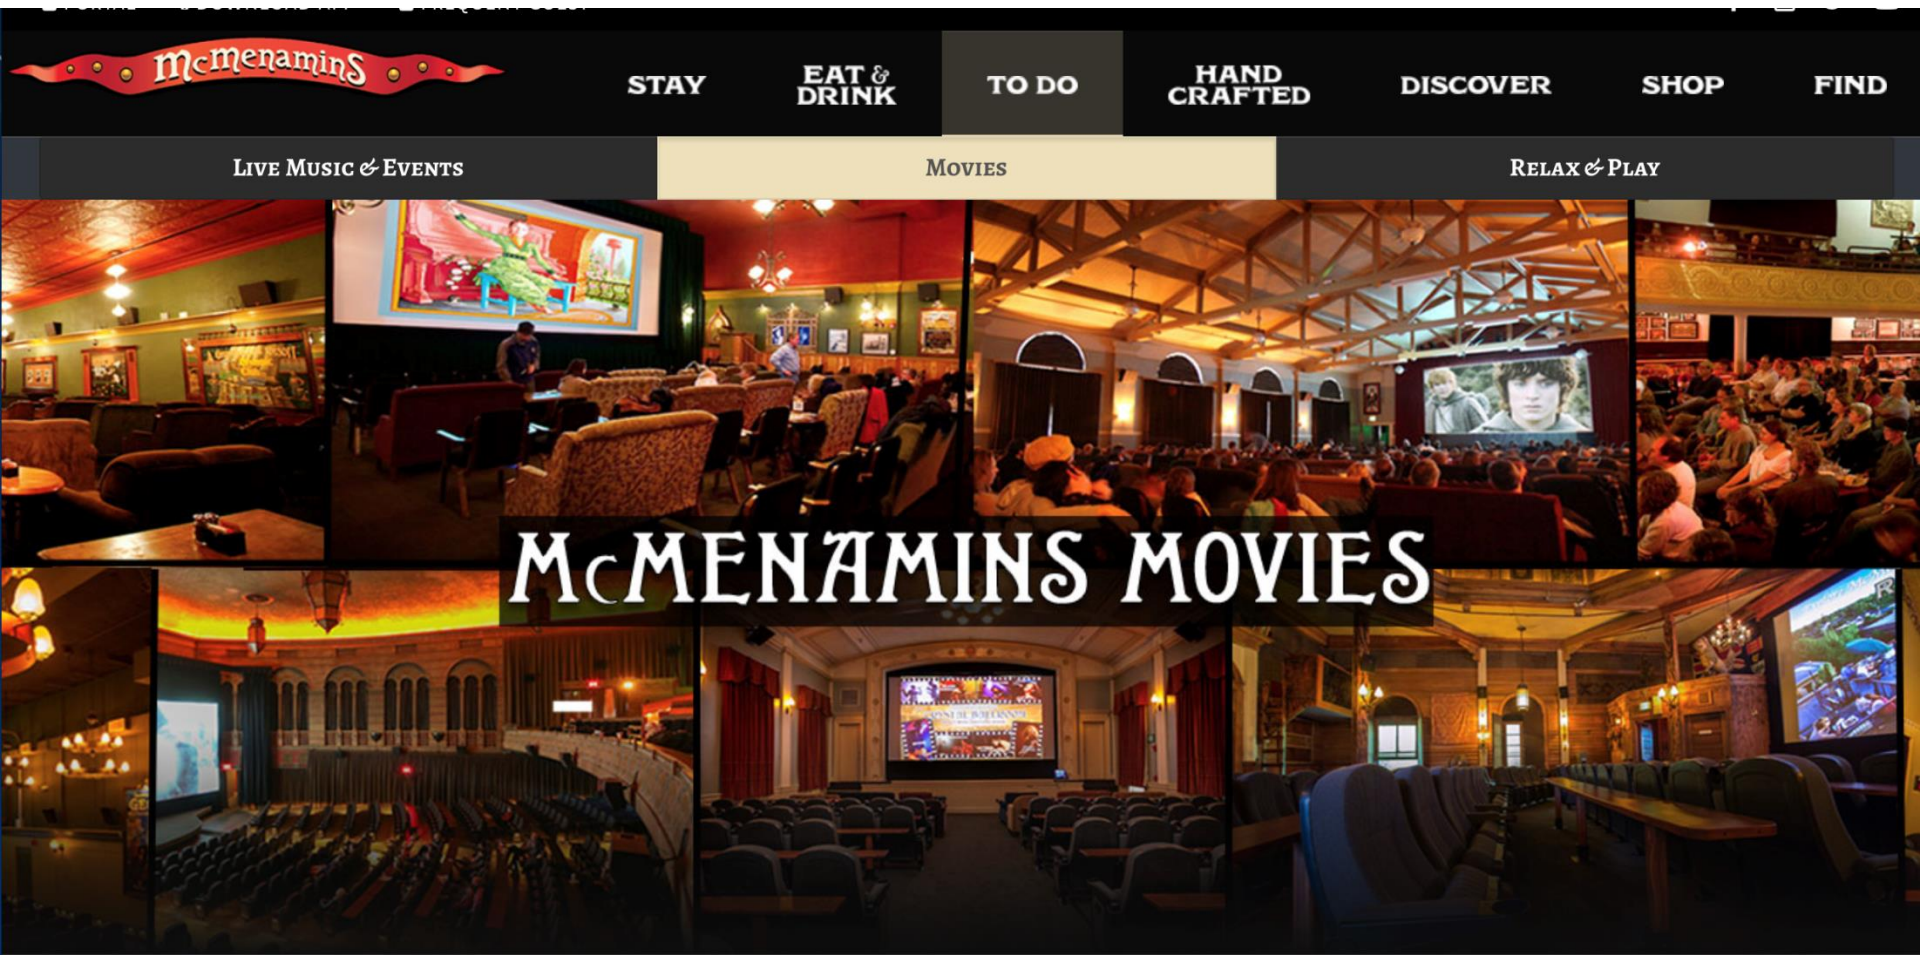 McMenamins
STAY
EAT &
DRINK
TO DO
HAND
CRAFTED
DISCOVER
SHOP
FIND
Live Music & Events
Movies
Relax & Play
McMENAMINS MOVIES